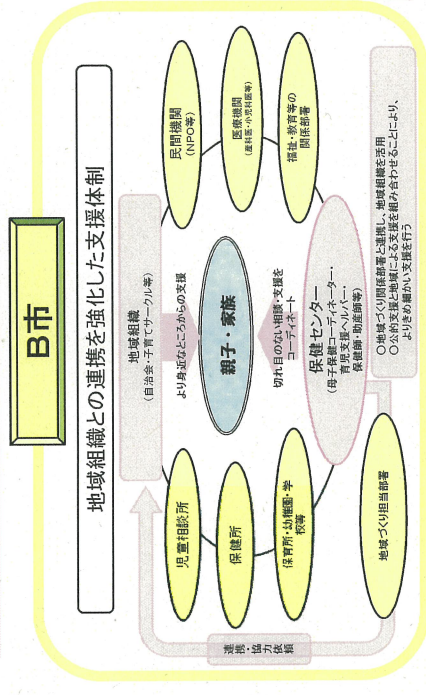 B市
地域組織との連携を強化した支援体制
地域組織
（自治会・子育てサークル等）
より身近なところからの支援
親子・家族
切れ目のない相談・支援を
コーディネート
保健センター
（母子保健コーディネーター・
育児支援ヘルパー・
保健師・助産師等）
児童相談所
保健所
保育所・幼稚園・学
校等
民間機関
（NPO等）
医療機関
（産科医・小児科医等）
福祉・教育等の
関係部署
地域づくり担当部署
連携・協力依頼
○地域づくり関係部署と連携し、地域組織を活用
○公的支援と地域による支援を組み合わせることにより、
よりきめ細かい支援を行う